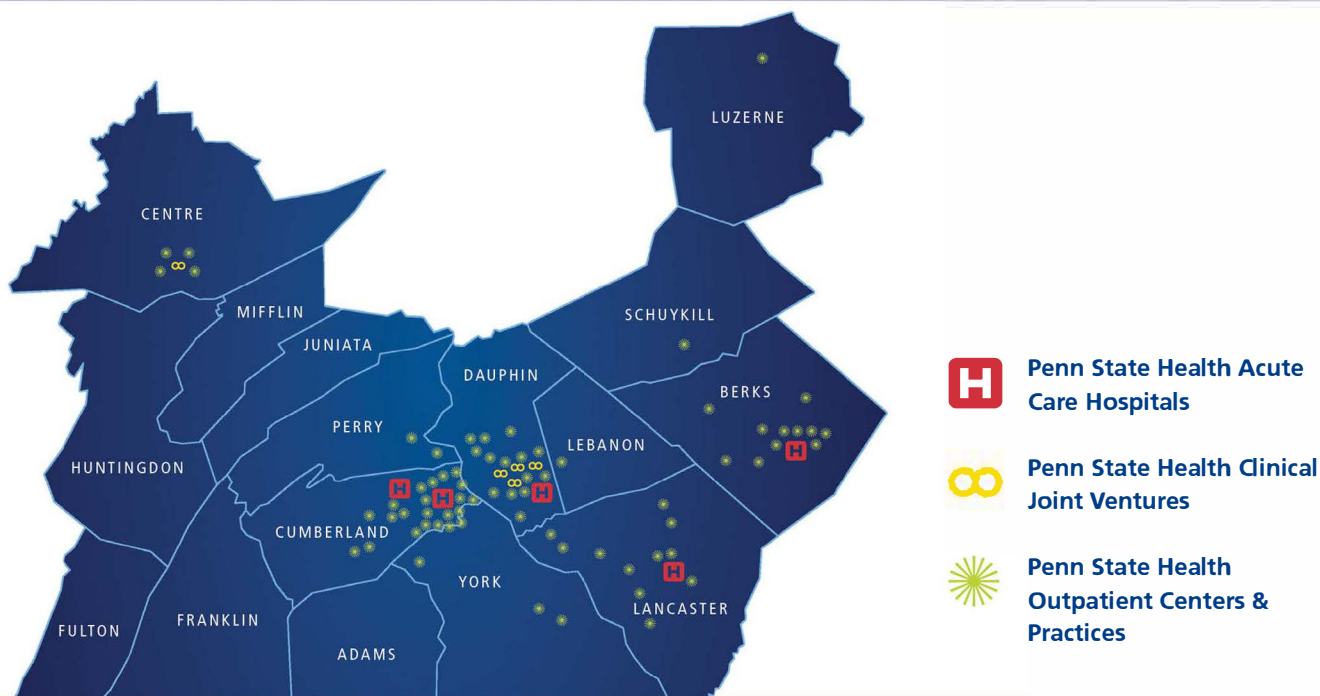 LUZERNE
CENTRE
MIFFLIN
SCHUYKILL
JUNIATA
DAUPHIN
BERKS
PERRY
LEBANON
HUNTINGDON
CUMBERLAND
YORK
LANCASTER
FRANKLIN
FULTON
ADAMS
H
H
H
H
H
H
Penn State Health Acute
Care Hospitals
Penn State Health Clinical
Joint Ventures
Penn State Health
Outpatient Centers &
Practices